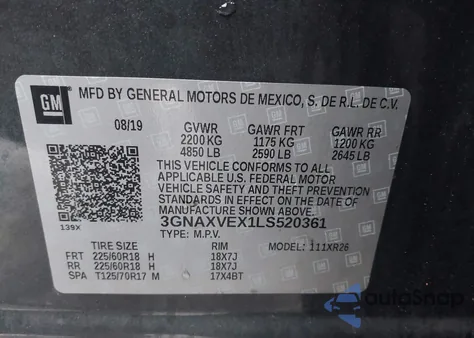 GM MFD BY GENERAL MOTORS DE MEXICO, S. DE R.L. DE C.V.
08/19 GVWR GAWR FRT GAWR RR
2200 KG 1175 KG 1200 KG
4850 LB 2590 LB 2645 LB
THIS VEHICLE CONFORMS TO ALL
APPLICABLE U.S. FEDERAL MOTOR
VEHICLE SAFETY AND THEFT PREVENTION
STANDARDS IN EFFECT ON THE DATE OF
MANUFACTURE SHOWN ABOVE.
139X 3GNAXVEX1LS520361
TYPE: M.P.V. MODEL: 111XR26
TIRE SIZE RIM
FRT 225/60R18 H 18X7J
RR 225/60R18 H 18X7J
SPA T125/70R17 M 17X4BT
AutoSnap